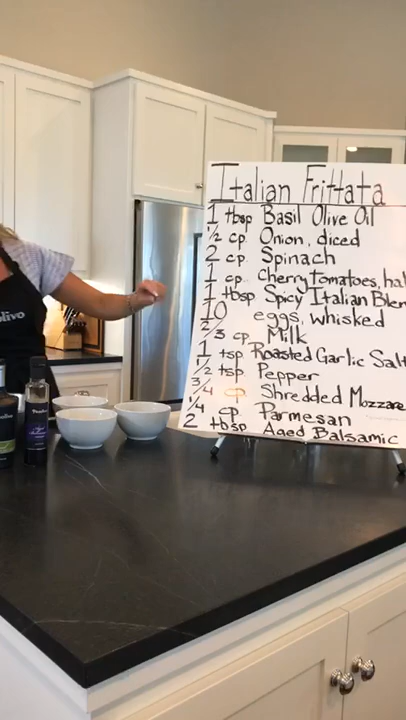 Italian Frittata
1 tbsp Basil Olive Oil
1/2 cp Onion, diced
2 cp Spinach
1 cp Cherry tomatoes, hal
1 tbsp Spicy Italian Blen
10 eggs, whisked
2/3 cp Milk
1 tsp Roasted Garlic Salt
1/2 tsp Pepper
3/4 cp Shredded Mozzare
1/4 cp Parmesan
2 tbsp Aged Balsamic
olivo